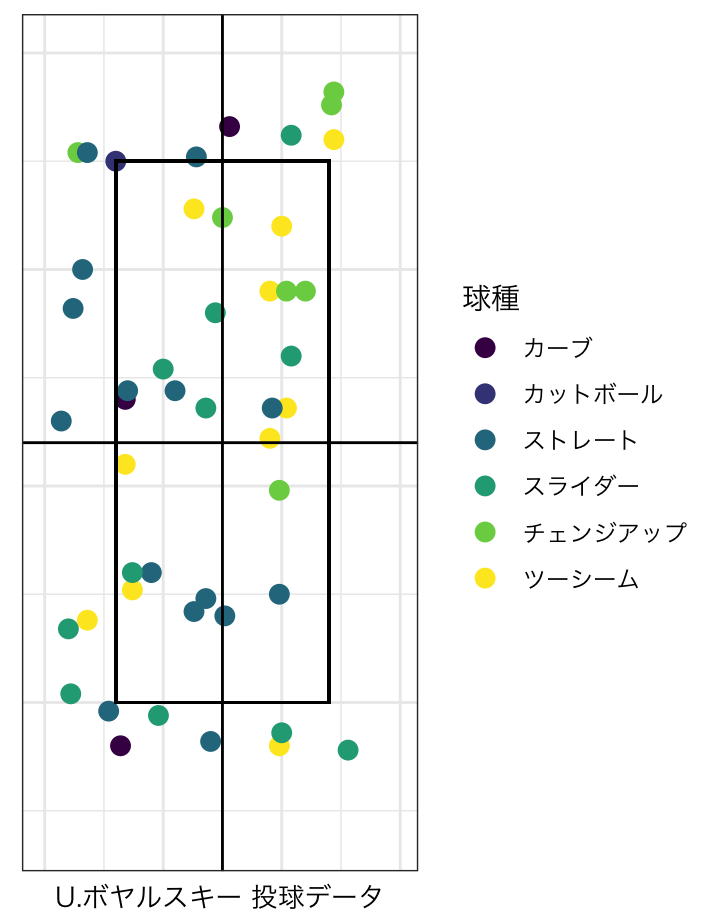 球種
カーブ
カットボール
ストレート
スライダー
チェンジアップ
ツーシーム
U.ボヤルスキー 投球データ